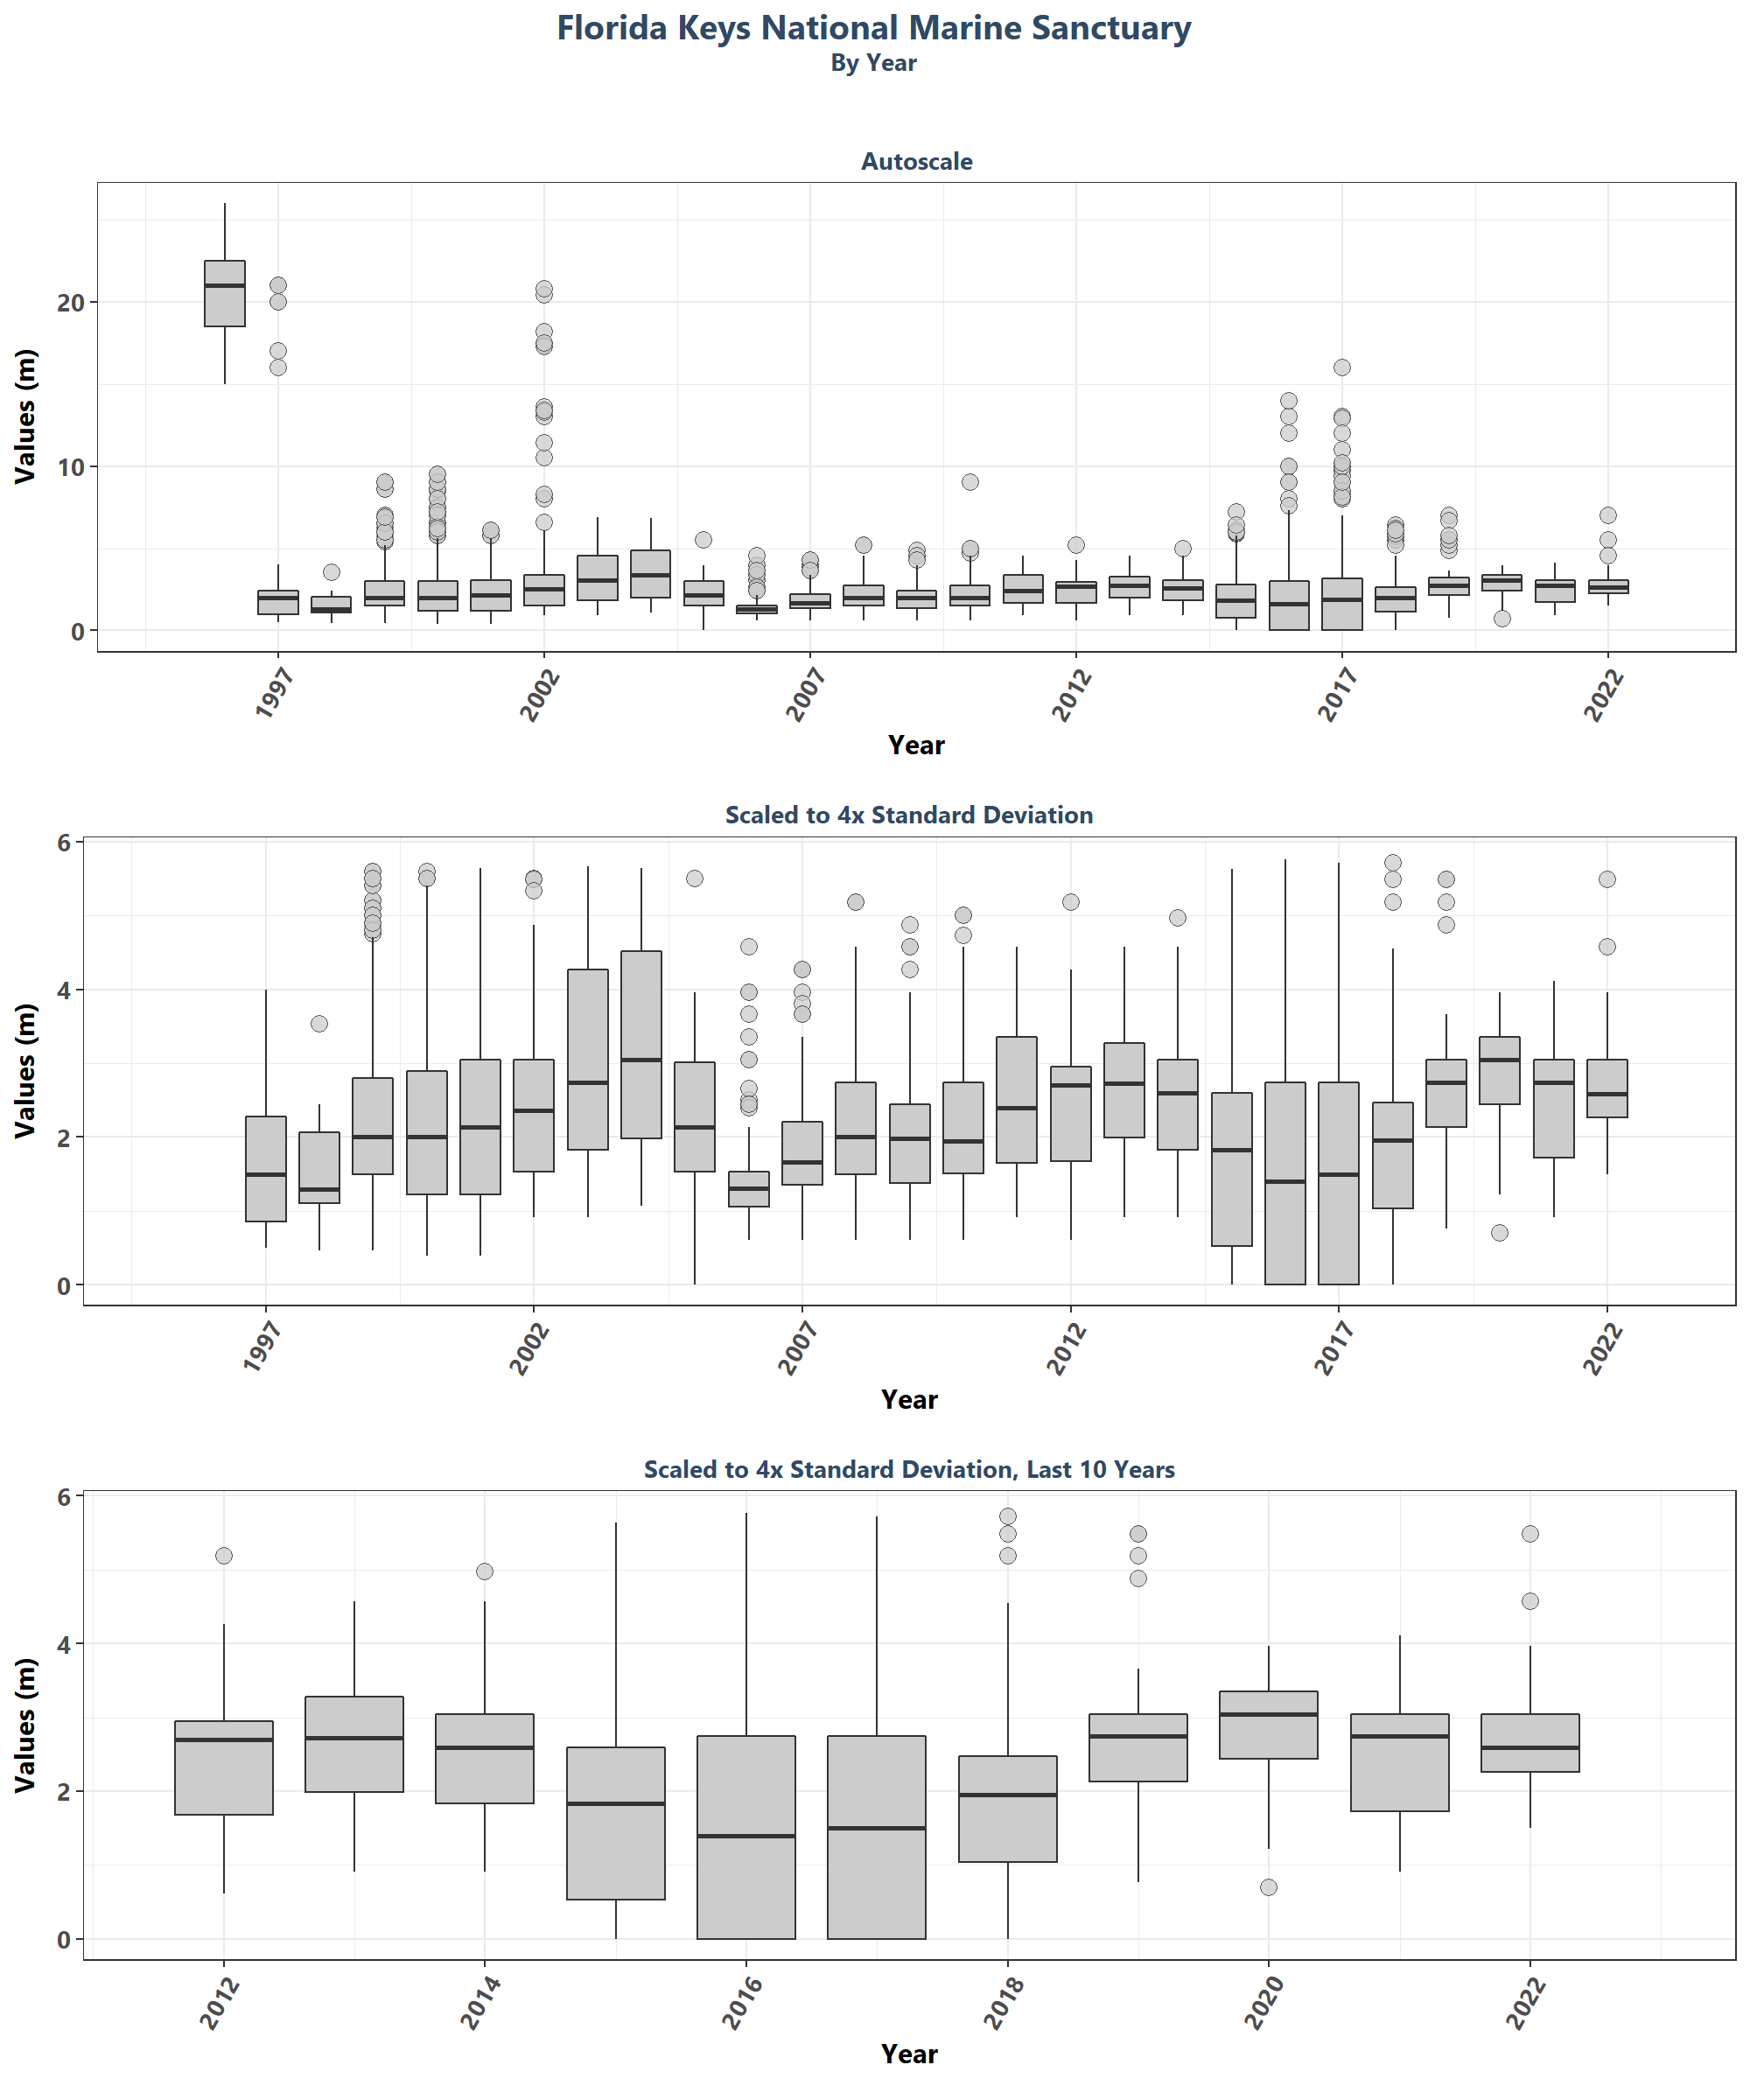 Florida Keys National Marine Sanctuary
By Year
Autoscale
Values (m)
20
10
0
1997
2002
2007
2012
2017
2022
Year
Scaled to 4x Standard Deviation
Values (m)
6
4
2
0
1997
2002
2007
2012
2017
2022
Year
Scaled to 4x Standard Deviation, Last 10 Years
Values (m)
6
4
2
0
2012
2014
2016
2018
2020
2022
Year